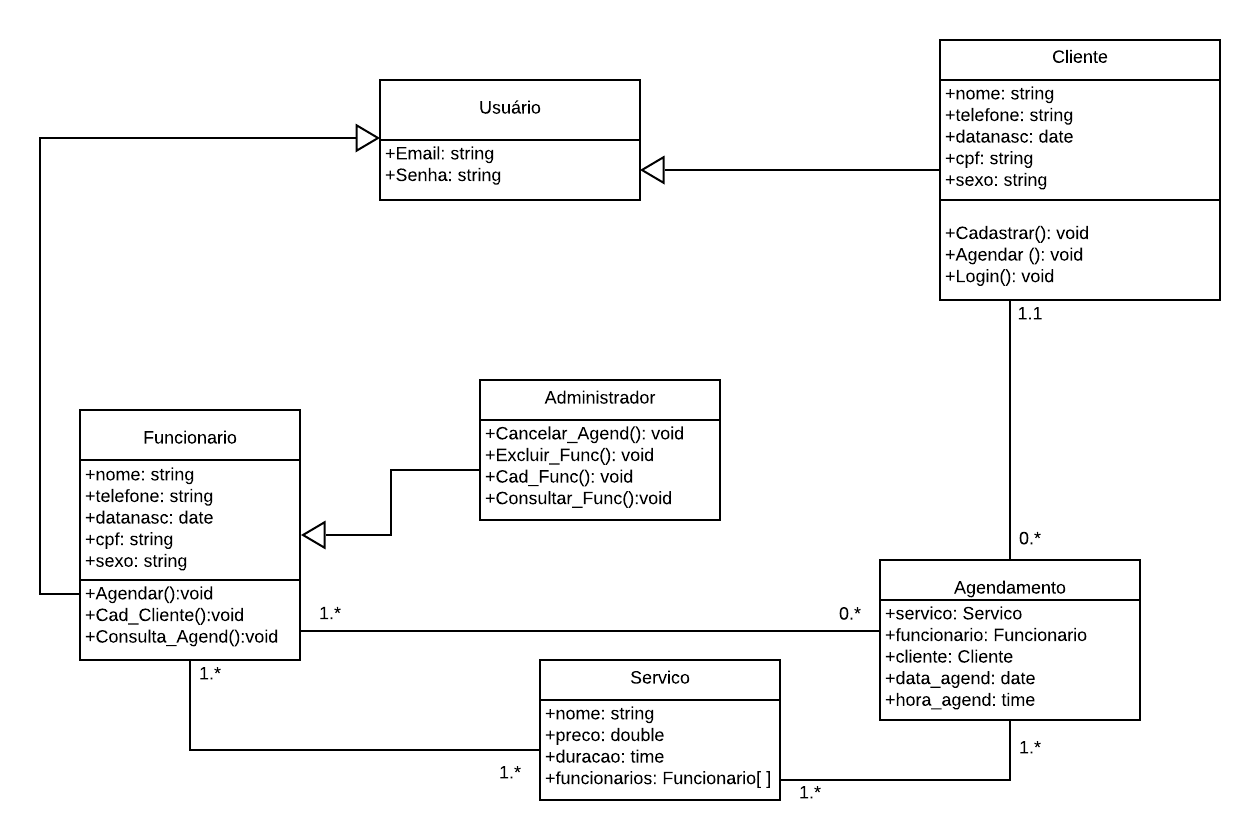 Cliente
+nome: string
+telefone: string
+datanasc: date
+cpf: string
+sexo: string
+Cadastrar(): void
+Agendar (): void
+Login(): void
1.1
Usuário
+Email: string
+Senha: string
Administrador
+Cancelar_Agend(): void
+Excluir_Func(): void
+Cad_Func(): void
+Consultar_Func():void
Funcionario
+nome: string
+telefone: string
+datanasc: date
+cpf: string
+sexo: string
+Agendar():void
+Cad_Cliente():void
+Consulta_Agend():void
1.*
0.*
0.*
Agendamento
+servico: Servico
+funcionario: Funcionario
+cliente: Cliente
+data_agend: date
+hora_agend: time
1.*
Servico
+nome: string
+preco: double
+duracao: time
+funcionarios: Funcionario[ ]
1.*
1.*
1.*